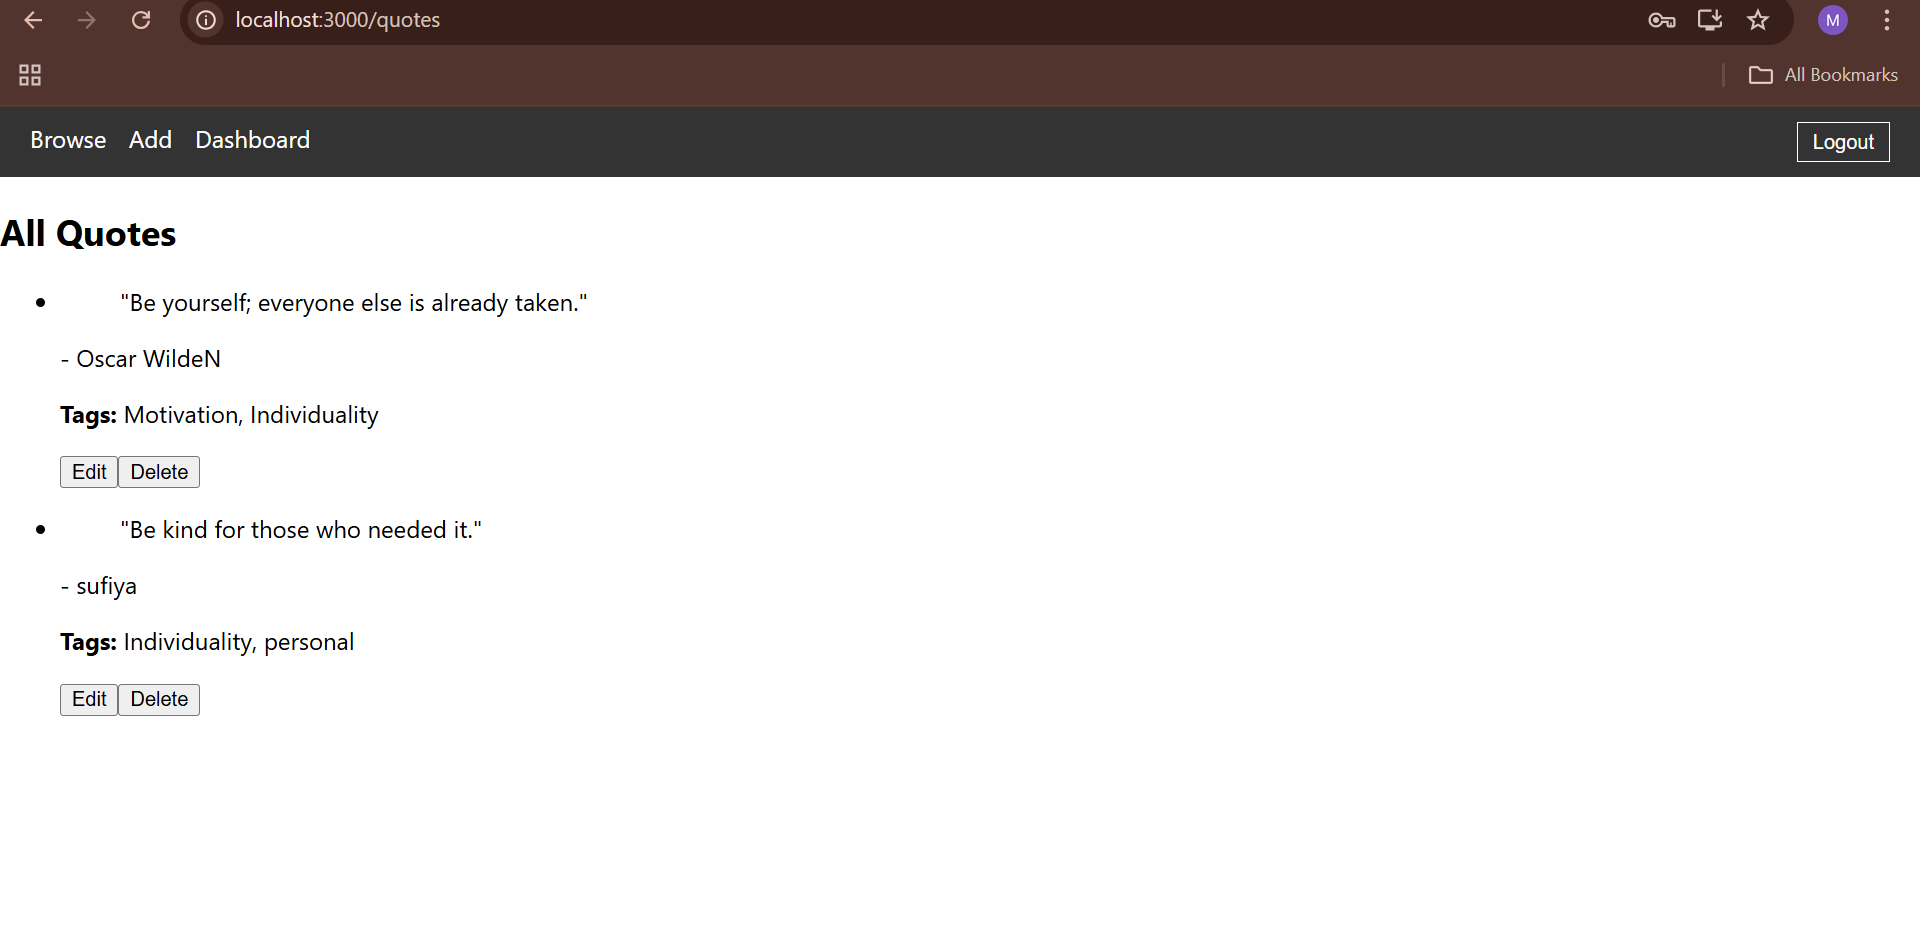 localhost:3000/quotes
M
All Bookmarks
Browse Add Dashboard Logout
All Quotes
"Be yourself; everyone else is already taken."
- Oscar WildeN
Tags: Motivation, Individuality
Edit Delete
"Be kind for those who needed it."
- sufiya
Tags: Individuality, personal
Edit Delete